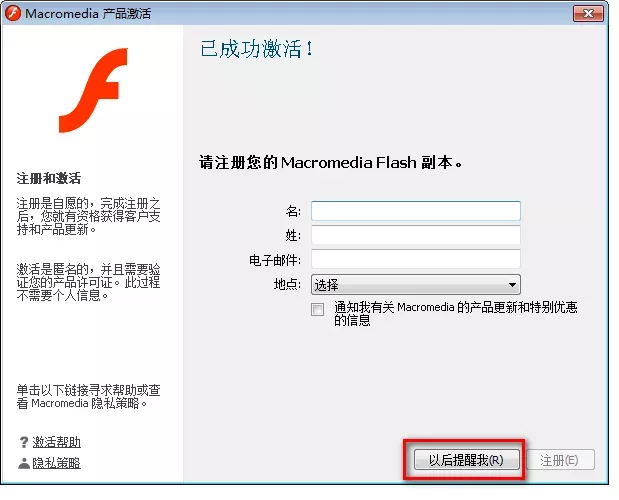 Macromedia 产品激活
已成功激活！
请注册您的 Macromedia Flash 副本。
注册和激活
注册是自愿的，完成注册之
后，您就有资格获得客户支
持和产品更新。
激活是匿名的，并且需要验
证您的产品许可证。此过程
不需要个人信息。
名:
姓:
电子邮件:
地点:
选择
通知我有关 Macromedia 的产品更新和特别优惠
的信息
单击以下链接寻求帮助或查
看 Macromedia 隐私策略。
? 激活帮助
隐私策略
以后提醒我(R)
注册(E)